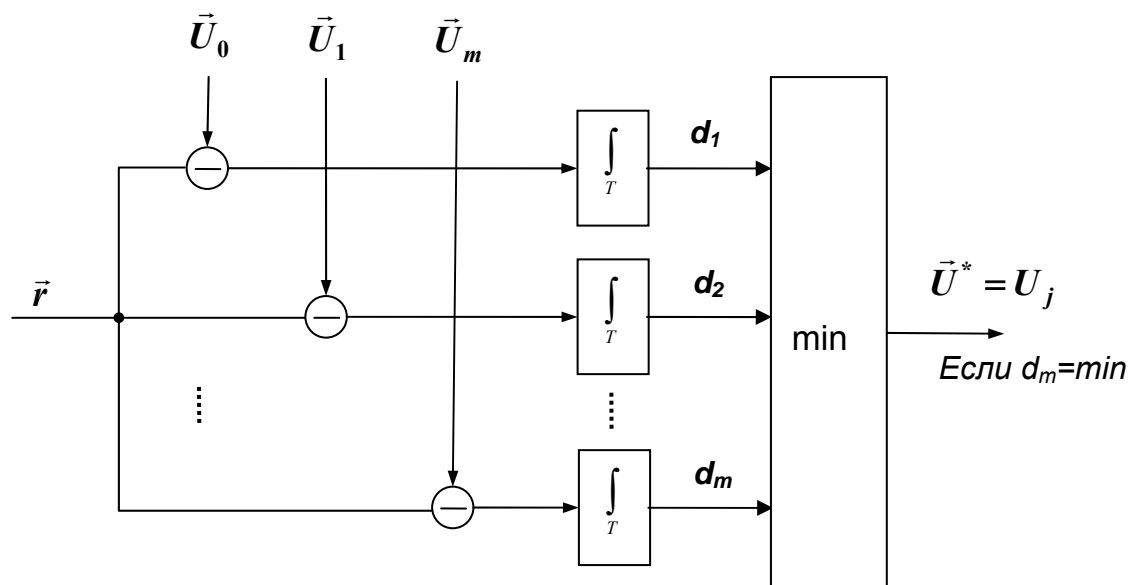 U⃗₀ U⃗₁ U⃗ₘ
∫ T d₁
r⃗
∫ T d₂
min
U⃗* = Uⱼ
Если dₘ=min
∫ T dₘ